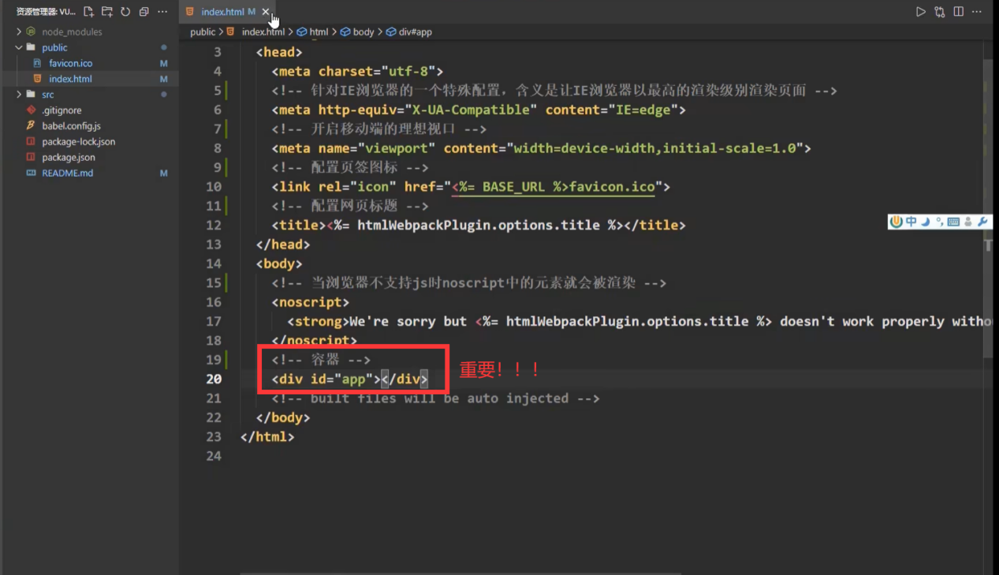 资源管理器: VU...
index.html M
node_modules
public
favicon.ico M
index.html M
src
.gitignore
babel.config.js
package-lock.json
package.json
README.md M
public > index.html > html > body > div#app
3 <head>
4 <meta charset="utf-8">
5 <!-- 针对IE浏览器的一个特殊配置，含义是让IE浏览器以最高的渲染级别渲染页面 -->
6 <meta http-equiv="X-UA-Compatible" content="IE=edge">
7 <!-- 开启移动端的理想视口 -->
8 <meta name="viewport" content="width=device-width,initial-scale=1.0">
9 <!-- 配置页签图标 -->
10 <link rel="icon" href="<%= BASE_URL %>favicon.ico">
11 <!-- 配置网页标题 -->
12 <title><%= htmlWebpackPlugin.options.title %></title>
13 </head>
14 <body>
15 <!-- 当浏览器不支持js时noscript中的元素就会被渲染 -->
16 <noscript>
17 <strong>We're sorry but <%= htmlWebpackPlugin.options.title %> doesn't work properly witho
18 </noscript>
19 <!-- 容器 -->
20 <div id="app"></div>
重要！！！
21 <!-- built files will be auto injected -->
22 </body>
23 </html>
24
中